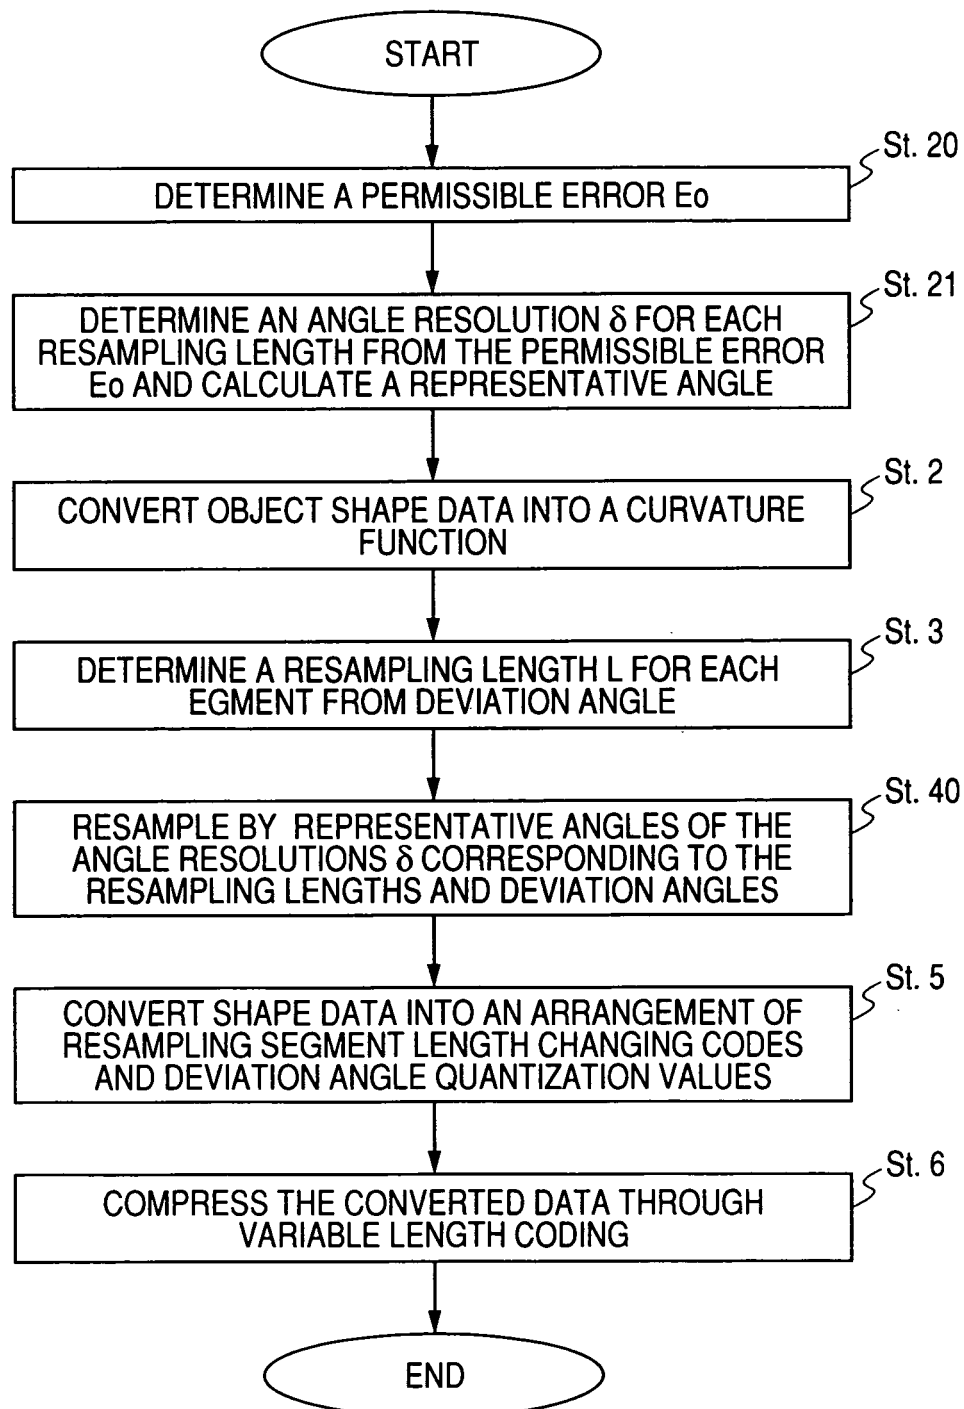 START
St. 20
DETERMINE A PERMISSIBLE ERROR Eo
St. 21
DETERMINE AN ANGLE RESOLUTION δ FOR EACH
RESAMPLING LENGTH FROM THE PERMISSIBLE ERROR
Eo AND CALCULATE A REPRESENTATIVE ANGLE
St. 2
CONVERT OBJECT SHAPE DATA INTO A CURVATURE
FUNCTION
St. 3
DETERMINE A RESAMPLING LENGTH L FOR EACH
EGMENT FROM DEVIATION ANGLE
St. 40
RESAMPLE BY REPRESENTATIVE ANGLES OF THE
ANGLE RESOLUTIONS δ CORRESPONDING TO THE
RESAMPLING LENGTHS AND DEVIATION ANGLES
St. 5
CONVERT SHAPE DATA INTO AN ARRANGEMENT OF
RESAMPLING SEGMENT LENGTH CHANGING CODES
AND DEVIATION ANGLE QUANTIZATION VALUES
St. 6
COMPRESS THE CONVERTED DATA THROUGH
VARIABLE LENGTH CODING
END